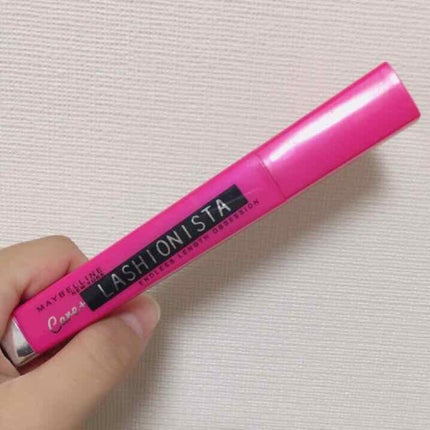 MAYBELLINE
NEW YORK
LASHIONISTA
ENDLESS LENGTH OBSESSION